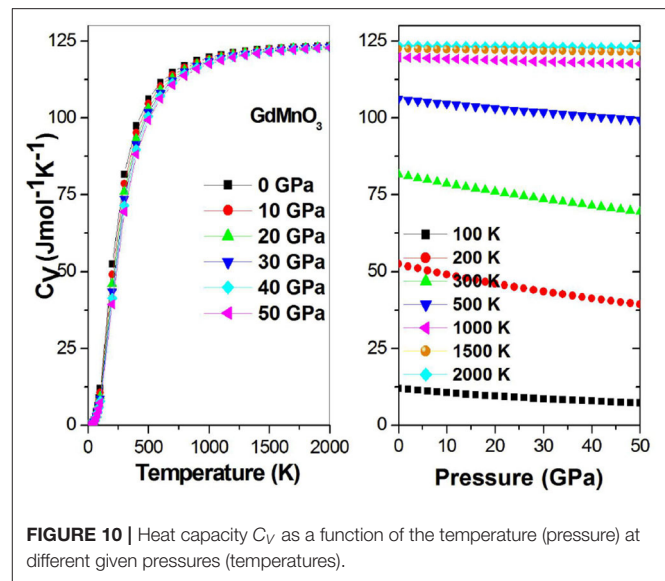 125
100
75
50
25
0
C_V (Jmol⁻¹K⁻¹)
GdMnO₃
0 GPa
10 GPa
20 GPa
30 GPa
40 GPa
50 GPa
0 500 1000 1500 2000
Temperature (K)
125
100
75
50
25
0
100 K
200 K
300 K
500 K
1000 K
1500 K
2000 K
0 10 20 30 40 50
Pressure (GPa)
FIGURE 10 | Heat capacity C_V as a function of the temperature (pressure) at
different given pressures (temperatures).